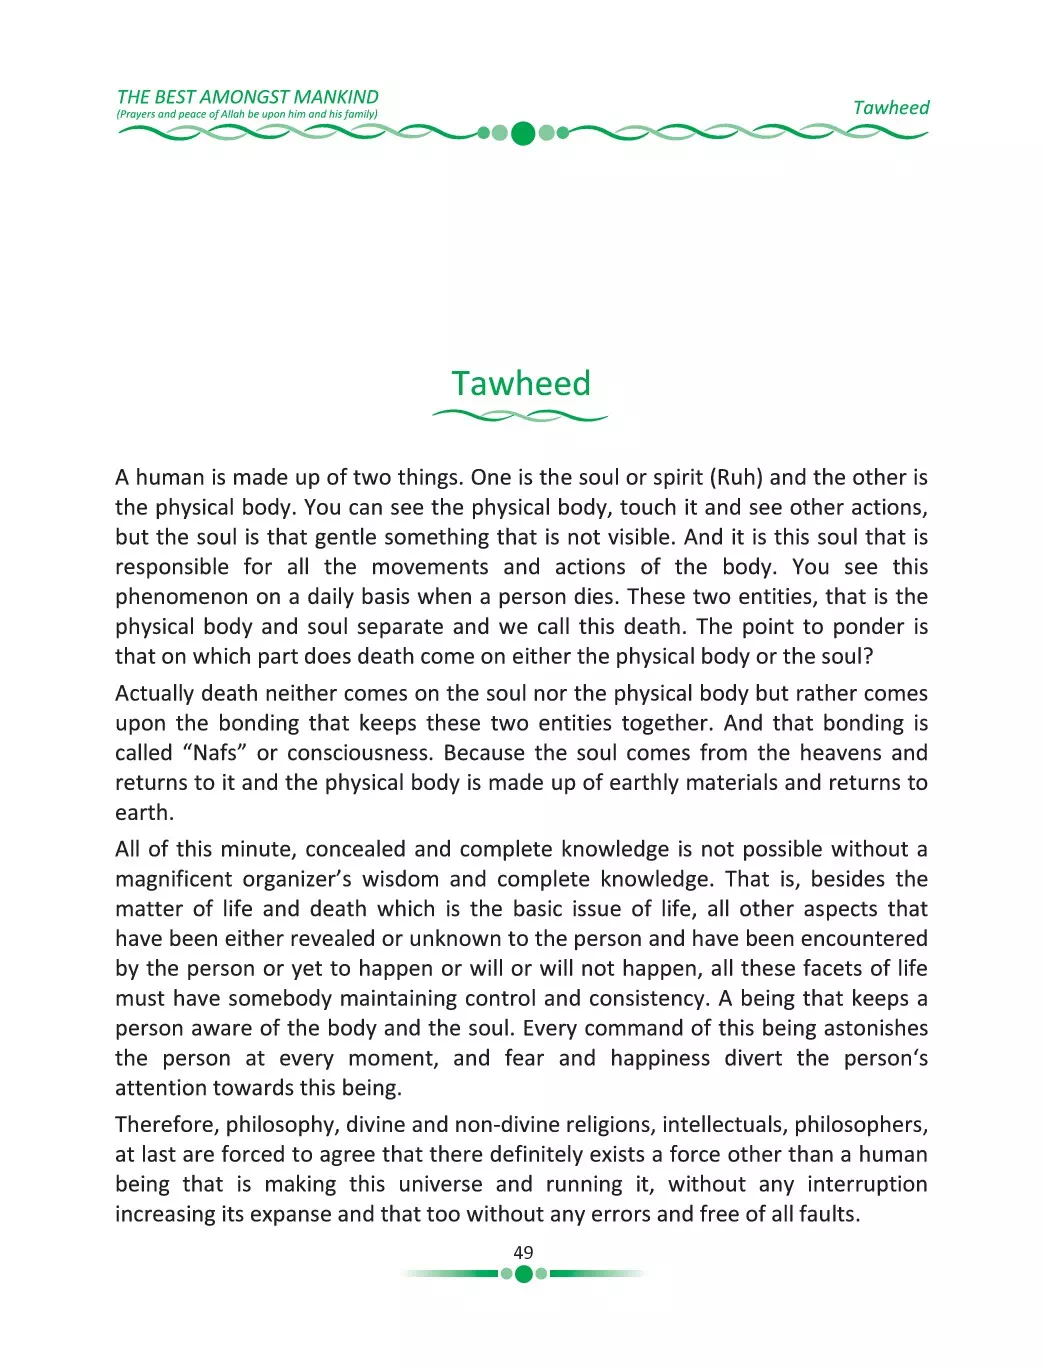 THE BEST AMONGST MANKIND
(Prayers and peace of Allah be upon him and his family)
Tawheed
Tawheed
A human is made up of two things. One is the soul or spirit (Ruh) and the other is
the physical body. You can see the physical body, touch it and see other actions,
but the soul is that gentle something that is not visible. And it is this soul that is
responsible for all the movements and actions of the body. You see this
phenomenon on a daily basis when a person dies. These two entities, that is the
physical body and soul separate and we call this death. The point to ponder is
that on which part does death come on either the physical body or the soul?
Actually death neither comes on the soul nor the physical body but rather comes
upon the bonding that keeps these two entities together. And that bonding is
called “Nafs” or consciousness. Because the soul comes from the heavens and
returns to it and the physical body is made up of earthly materials and returns to
earth.
All of this minute, concealed and complete knowledge is not possible without a
magnificent organizer’s wisdom and complete knowledge. That is, besides the
matter of life and death which is the basic issue of life, all other aspects that
have been either revealed or unknown to the person and have been encountered
by the person or yet to happen or will or will not happen, all these facets of life
must have somebody maintaining control and consistency. A being that keeps a
person aware of the body and the soul. Every command of this being astonishes
the person at every moment, and fear and happiness divert the person‘s
attention towards this being.
Therefore, philosophy, divine and non-divine religions, intellectuals, philosophers,
at last are forced to agree that there definitely exists a force other than a human
being that is making this universe and running it, without any interruption
increasing its expanse and that too without any errors and free of all faults.
49